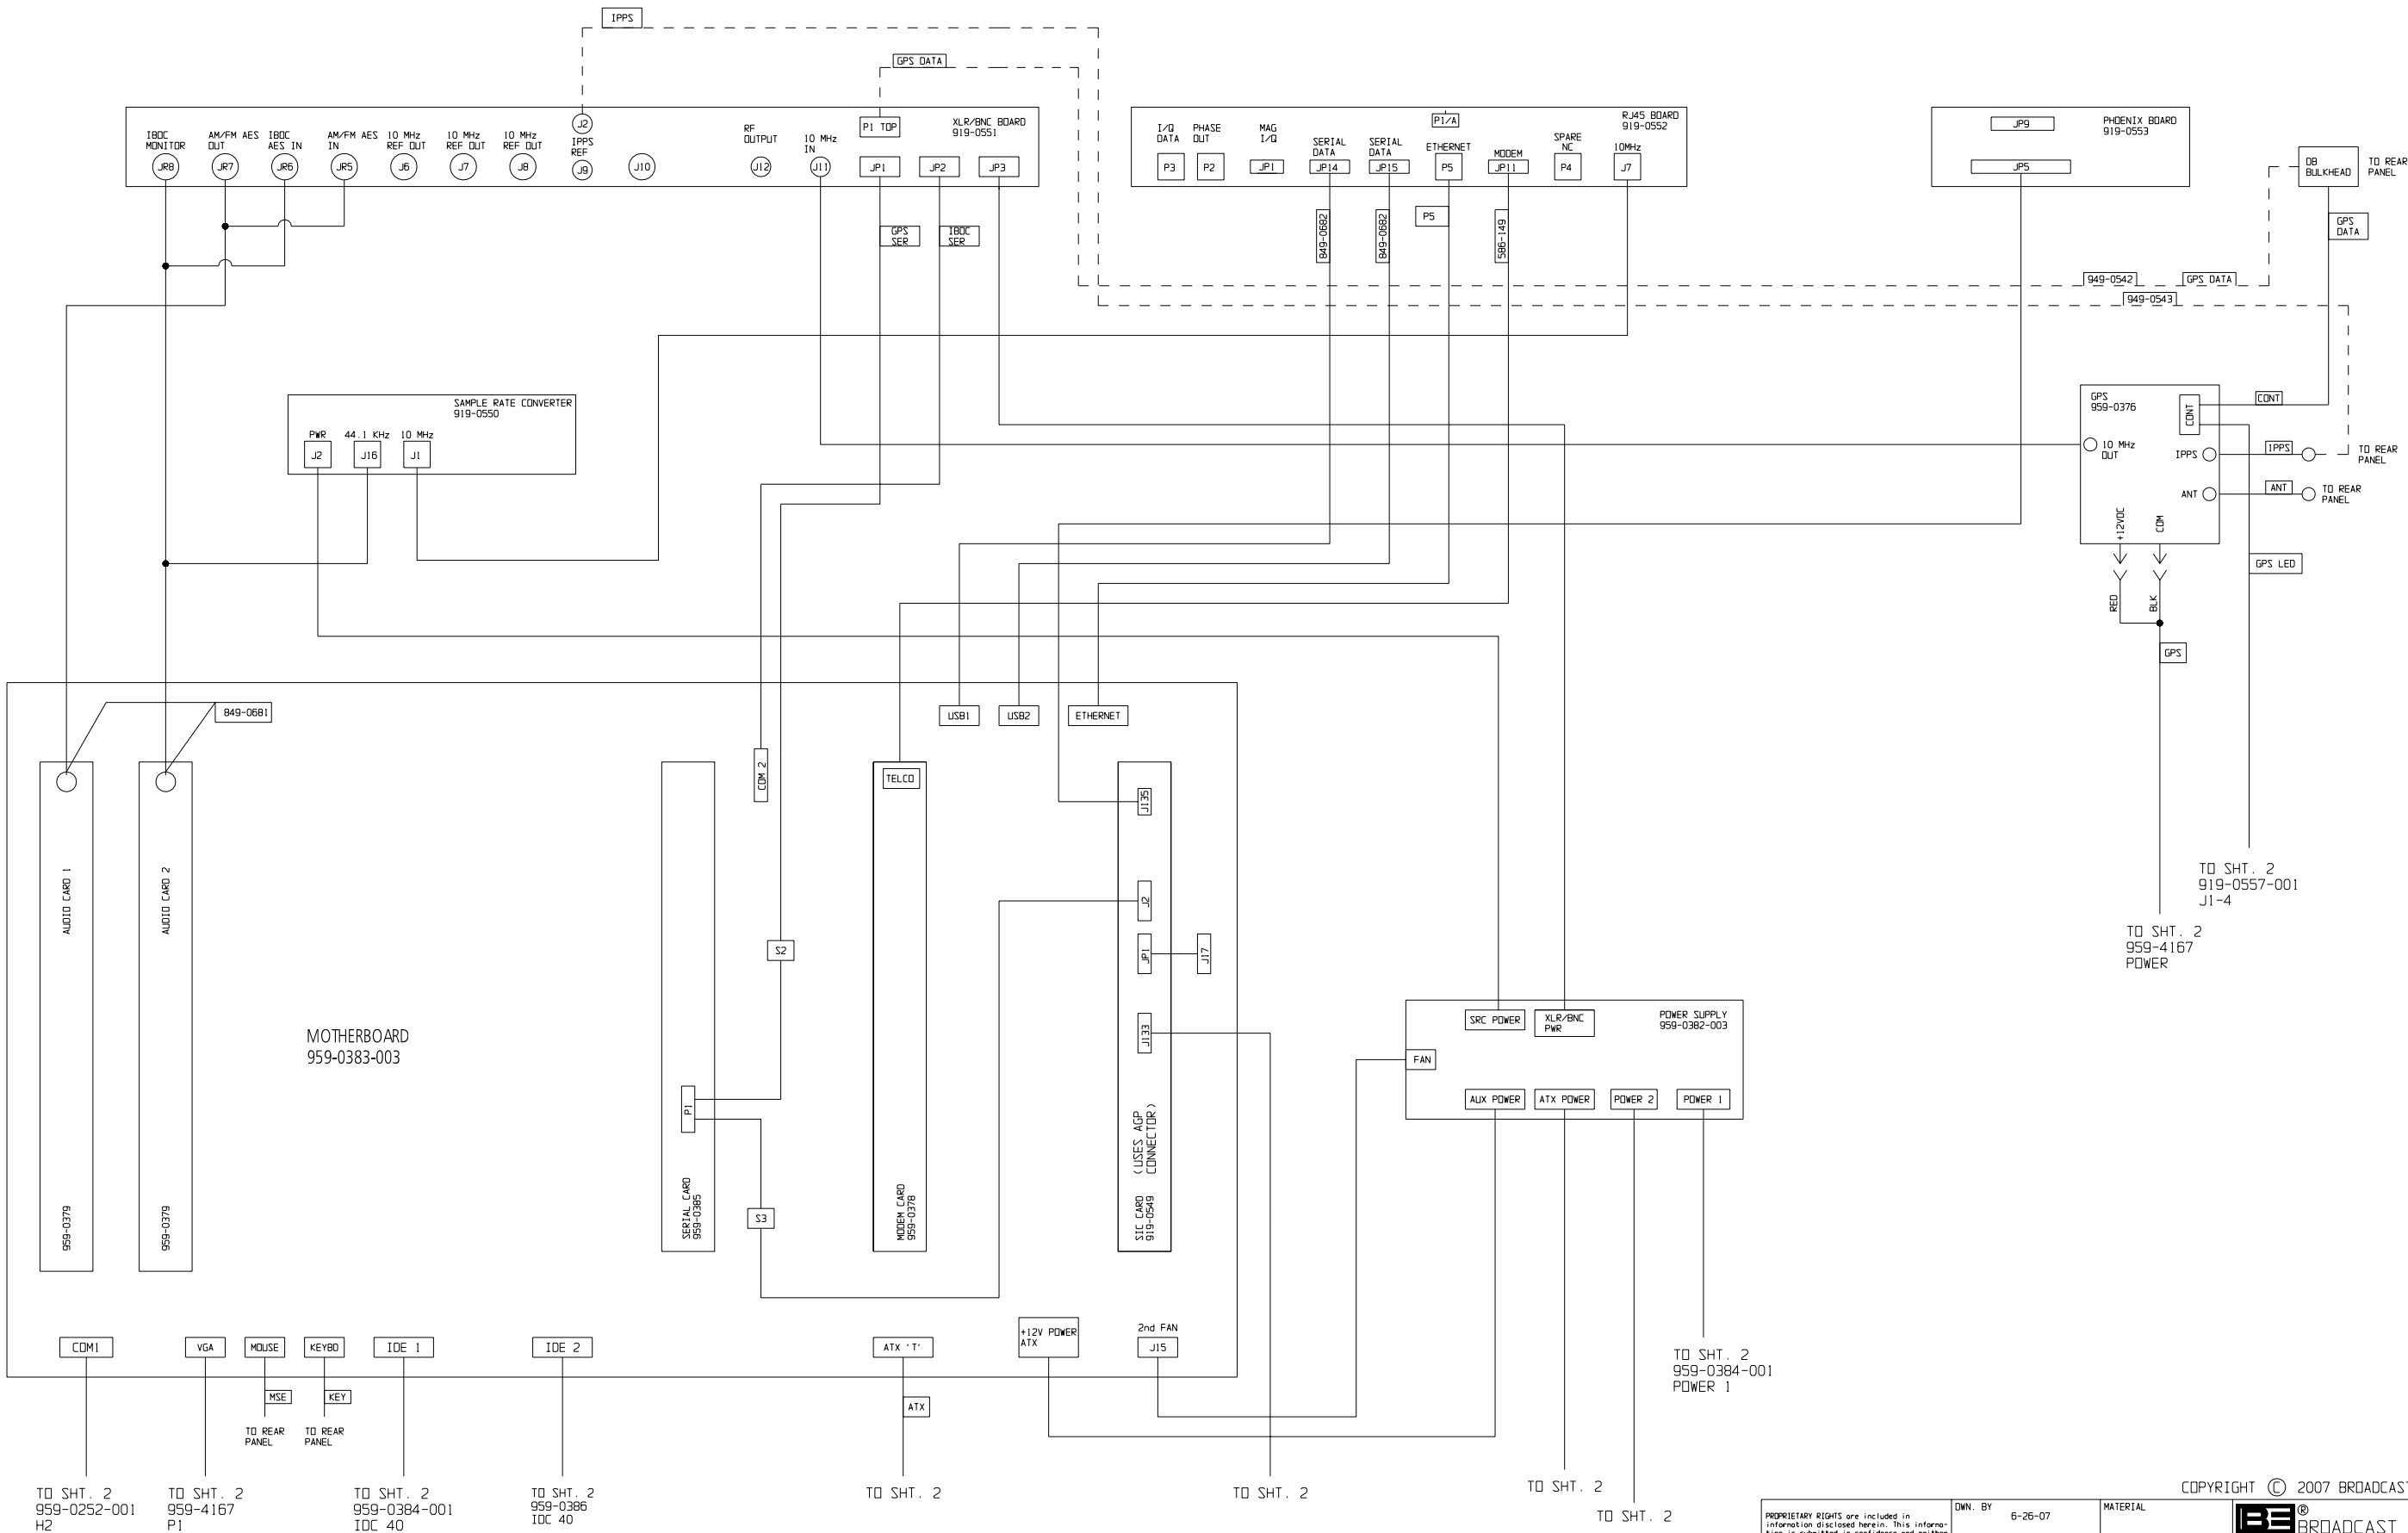 IPPS
GPS DATA
XLR/BNC BOARD
919-0551
IBOC
MONITOR
JR8
AM/FM AES
OUT
JR7
IBOC
AES IN
JR6
AM/FM AES
IN
JR5
10 MHz
REF OUT
J6
10 MHz
REF OUT
J7
10 MHz
REF OUT
J8
J2
IPPS
REF
J9
J10
RF
OUTPUT
J12
10 MHz
IN
J11
P1 TOP
JP1
JP2
JP3
RJ45 BOARD
919-0552
I/Q
DATA
P3
PHASE
OUT
P2
MAG
I/Q
JP1
SERIAL
DATA
JP14
SERIAL
DATA
JP15
P1/A
ETHERNET
P5
MODEM
JP11
SPARE
NC
P4
10MHz
J7
PHOENIX BOARD
919-0553
JP9
JP5
DB
BULKHEAD
TO REAR
PANEL
GPS
DATA
GPS
SER
IBOC
SER
849-0682
849-0682
P5
586-149
949-0542
GPS DATA
949-0543
SAMPLE RATE CONVERTER
919-0550
PWR
J2
44.1 KHz
J16
10 MHz
J1
GPS
959-0376
CONT
CONT
10 MHz
OUT
IPPS
IPPS
TO REAR
PANEL
ANT
ANT
TO REAR
PANEL
+12VDC
COM
RED
BLK
GPS
GPS LED
TO SHT. 2
919-0557-001
J1-4
TO SHT. 2
959-4167
POWER
849-0681
USB1
USB2
ETHERNET
AUDIO CARD 1
959-0379
AUDIO CARD 2
959-0379
MOTHERBOARD
959-0383-003
COM 2
S2
P1
S3
SERIAL CARD
959-0385
TELCO
MODEM CARD
959-0378
J135
J2
JP1
J17
J133
SIC CARD (USES AGP
919-0549 CONNECTOR)
POWER SUPPLY
959-0382-003
SRC POWER
XLR/BNC
PWR
FAN
AUX POWER
ATX POWER
POWER 2
POWER 1
TO SHT. 2
959-0384-001
POWER 1
COM1
VGA
MOUSE
KEYBD
IDE 1
IDE 2
ATX 'T'
+12V POWER
ATX
2nd FAN
J15
MSE
KEY
ATX
TO REAR
PANEL
TO REAR
PANEL
TO SHT. 2
959-0252-001
H2
TO SHT. 2
959-4167
P1
TO SHT. 2
959-0384-001
IDC 40
TO SHT. 2
959-0386
IDC 40
TO SHT. 2
TO SHT. 2
TO SHT. 2
TO SHT. 2
COPYRIGHT © 2007 BROADCAST
PROPRIETARY RIGHTS are included in
information disclosed herein. This informa-
tion is submitted in confidence and neither
DWN. BY
6-26-07
MATERIAL
BE ®
BROADCAST